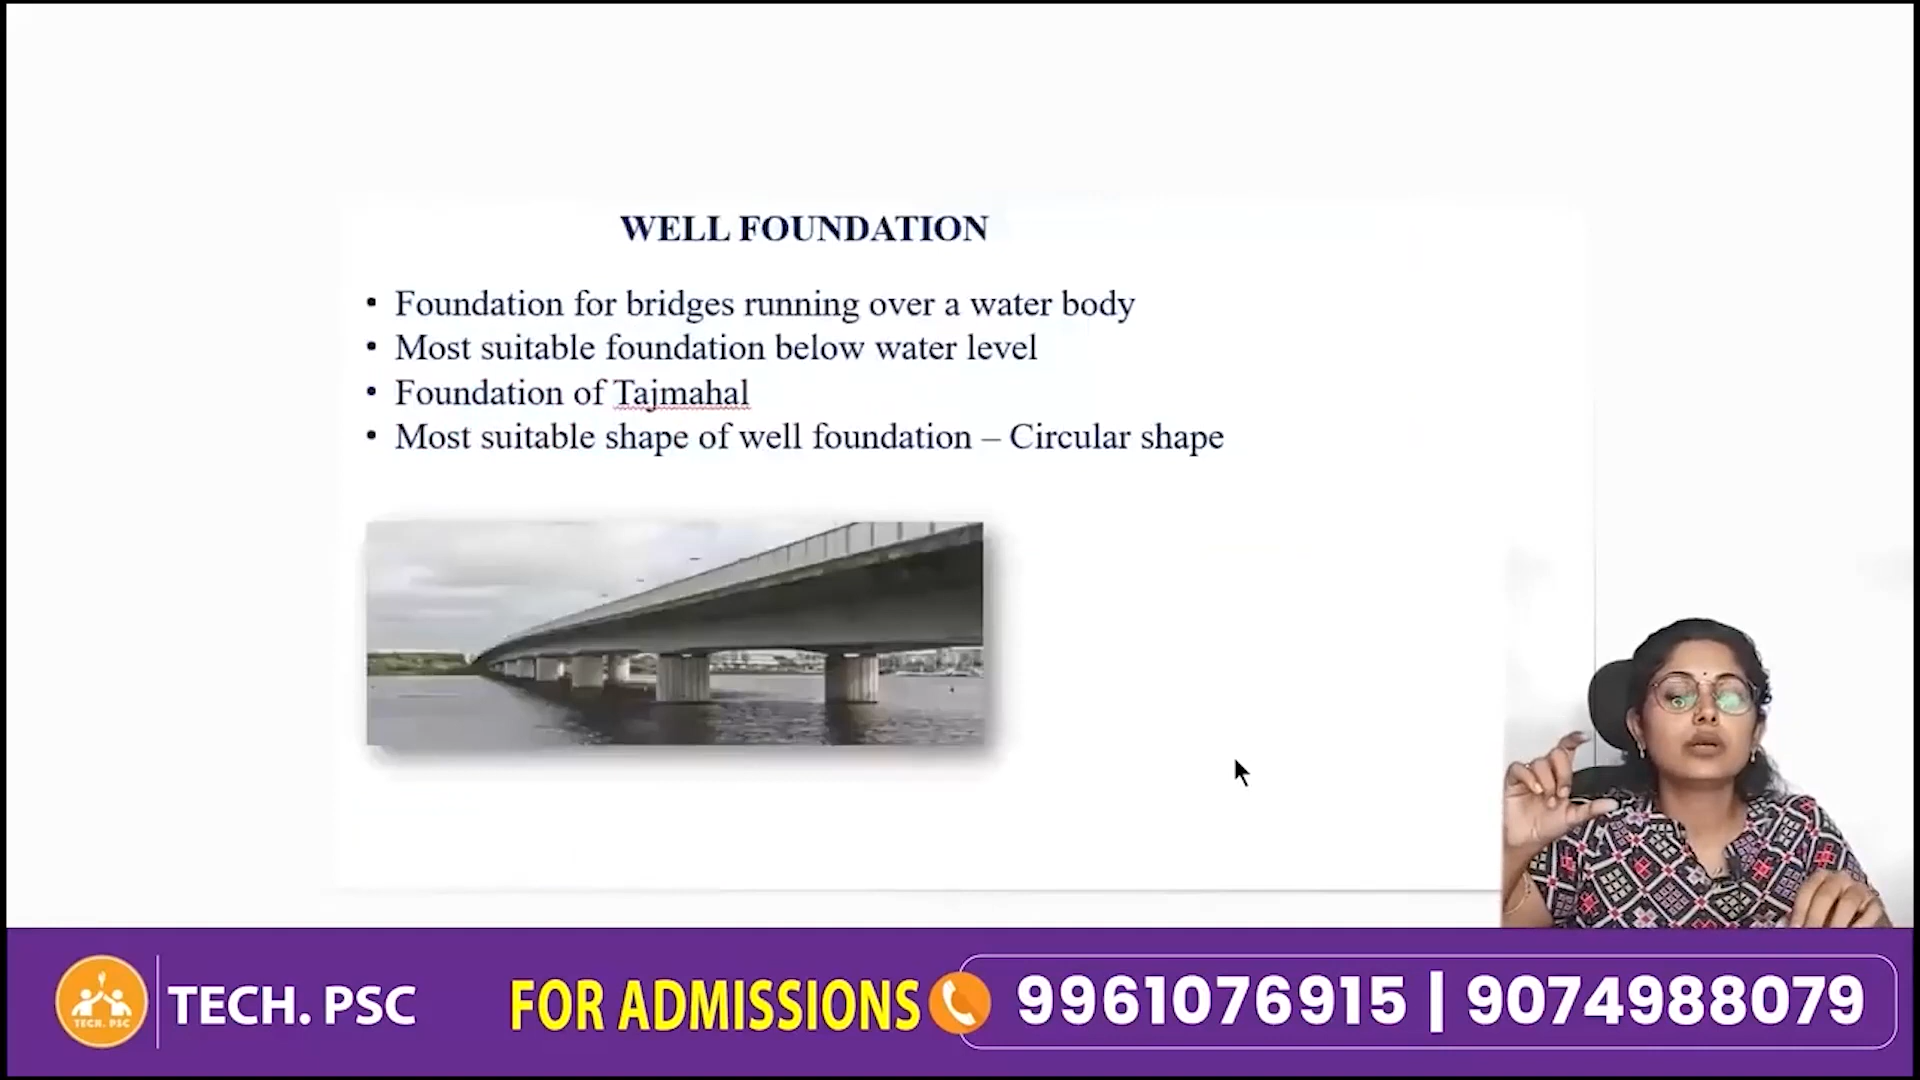 WELL FOUNDATION
• Foundation for bridges running over a water body
• Most suitable foundation below water level
• Foundation of Tajmahal
• Most suitable shape of well foundation – Circular shape
TECH. PSC
TECH. PSC
FOR ADMISSIONS
9961076915 | 9074988079